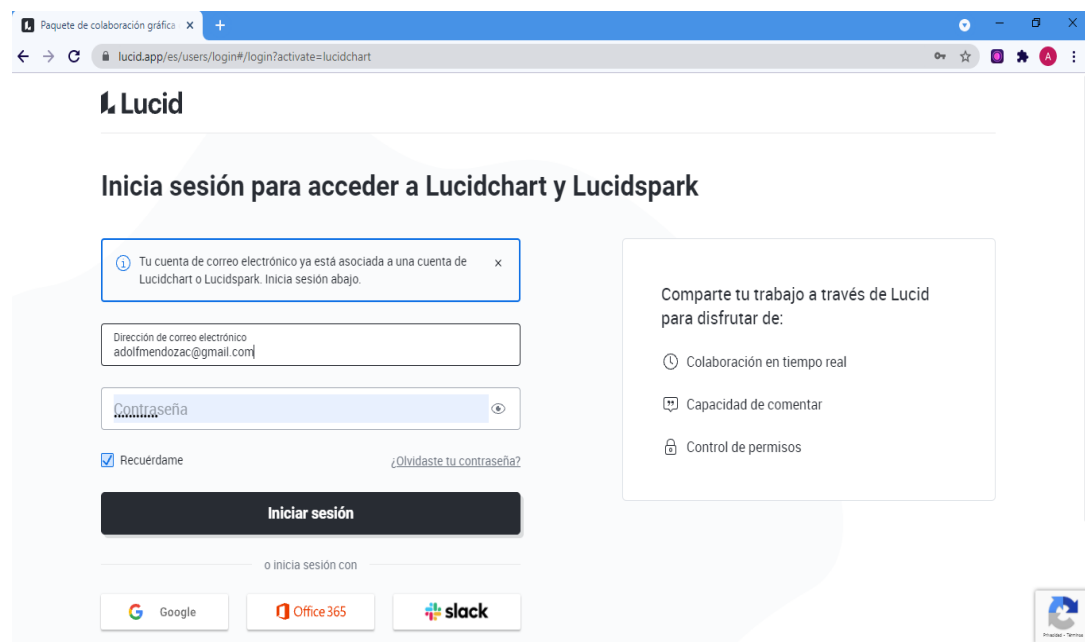 Paquete de colaboración gráfica
lucid.app/es/users/login#/login?activate=lucidchart
A
Lucid
Inicia sesión para acceder a Lucidchart y Lucidspark
Tu cuenta de correo electrónico ya está asociada a una cuenta de
Lucidchart o Lucidspark. Inicia sesión abajo.
Dirección de correo electrónico
adolfmendozac@gmail.com
Contraseña
Recuérdame
¿Olvidaste tu contraseña?
Iniciar sesión
o inicia sesión con
Google
Office 365
slack
Comparte tu trabajo a través de Lucid
para disfrutar de:
Colaboración en tiempo real
Capacidad de comentar
Control de permisos
Privacidad - Términos